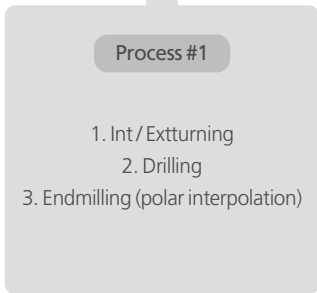 Process #1
1. Int / Extturning
2. Drilling
3. Endmilling (polar interpolation)